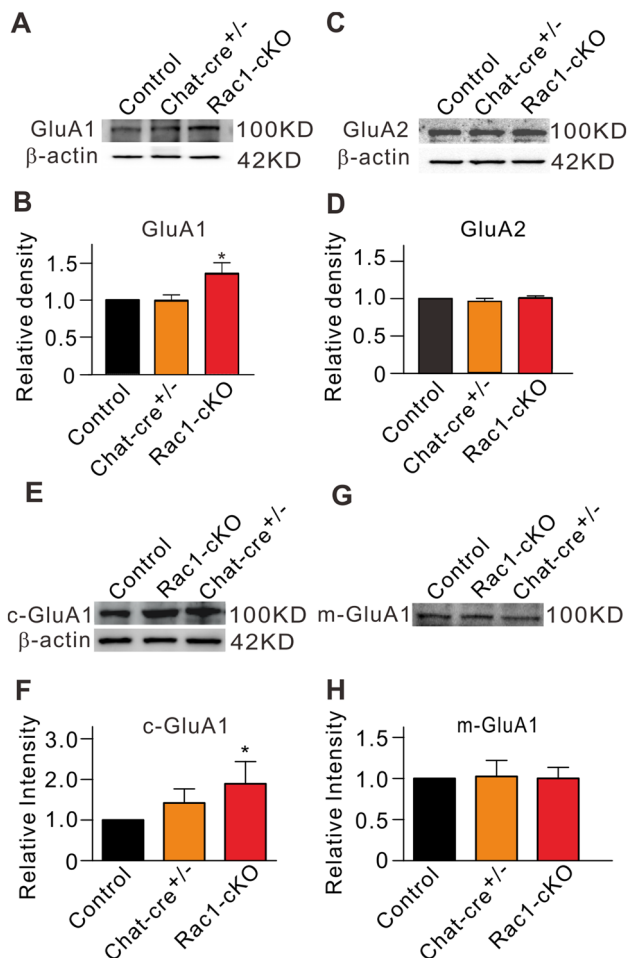 A
Control
Chat-cre+/-
Rac1-cKO
GluA1
100KD
β-actin
42KD
C
Control
Chat-cre+/-
Rac1-cKO
GluA2
100KD
β-actin
42KD
B
GluA1
Relative density
1.5
1.0
0.5
0
*
Control
Chat-cre+/-
Rac1-cKO
D
GluA2
Relative density
1.5
1.0
0.5
0
Control
Chat-cre+/-
Rac1-cKO
E
Control
Rac1-cKO
Chat-cre+/-
c-GluA1
100KD
β-actin
42KD
G
Control
Rac1-cKO
Chat-cre+/-
m-GluA1
100KD
F
c-GluA1
Relative Intensity
3.0
2.0
1.0
0
*
Control
Chat-cre+/-
Rac1-cKO
H
m-GluA1
Relative Intensity
1.5
1.0
0.5
0
Control
Chat-cre+/-
Rac1-cKO